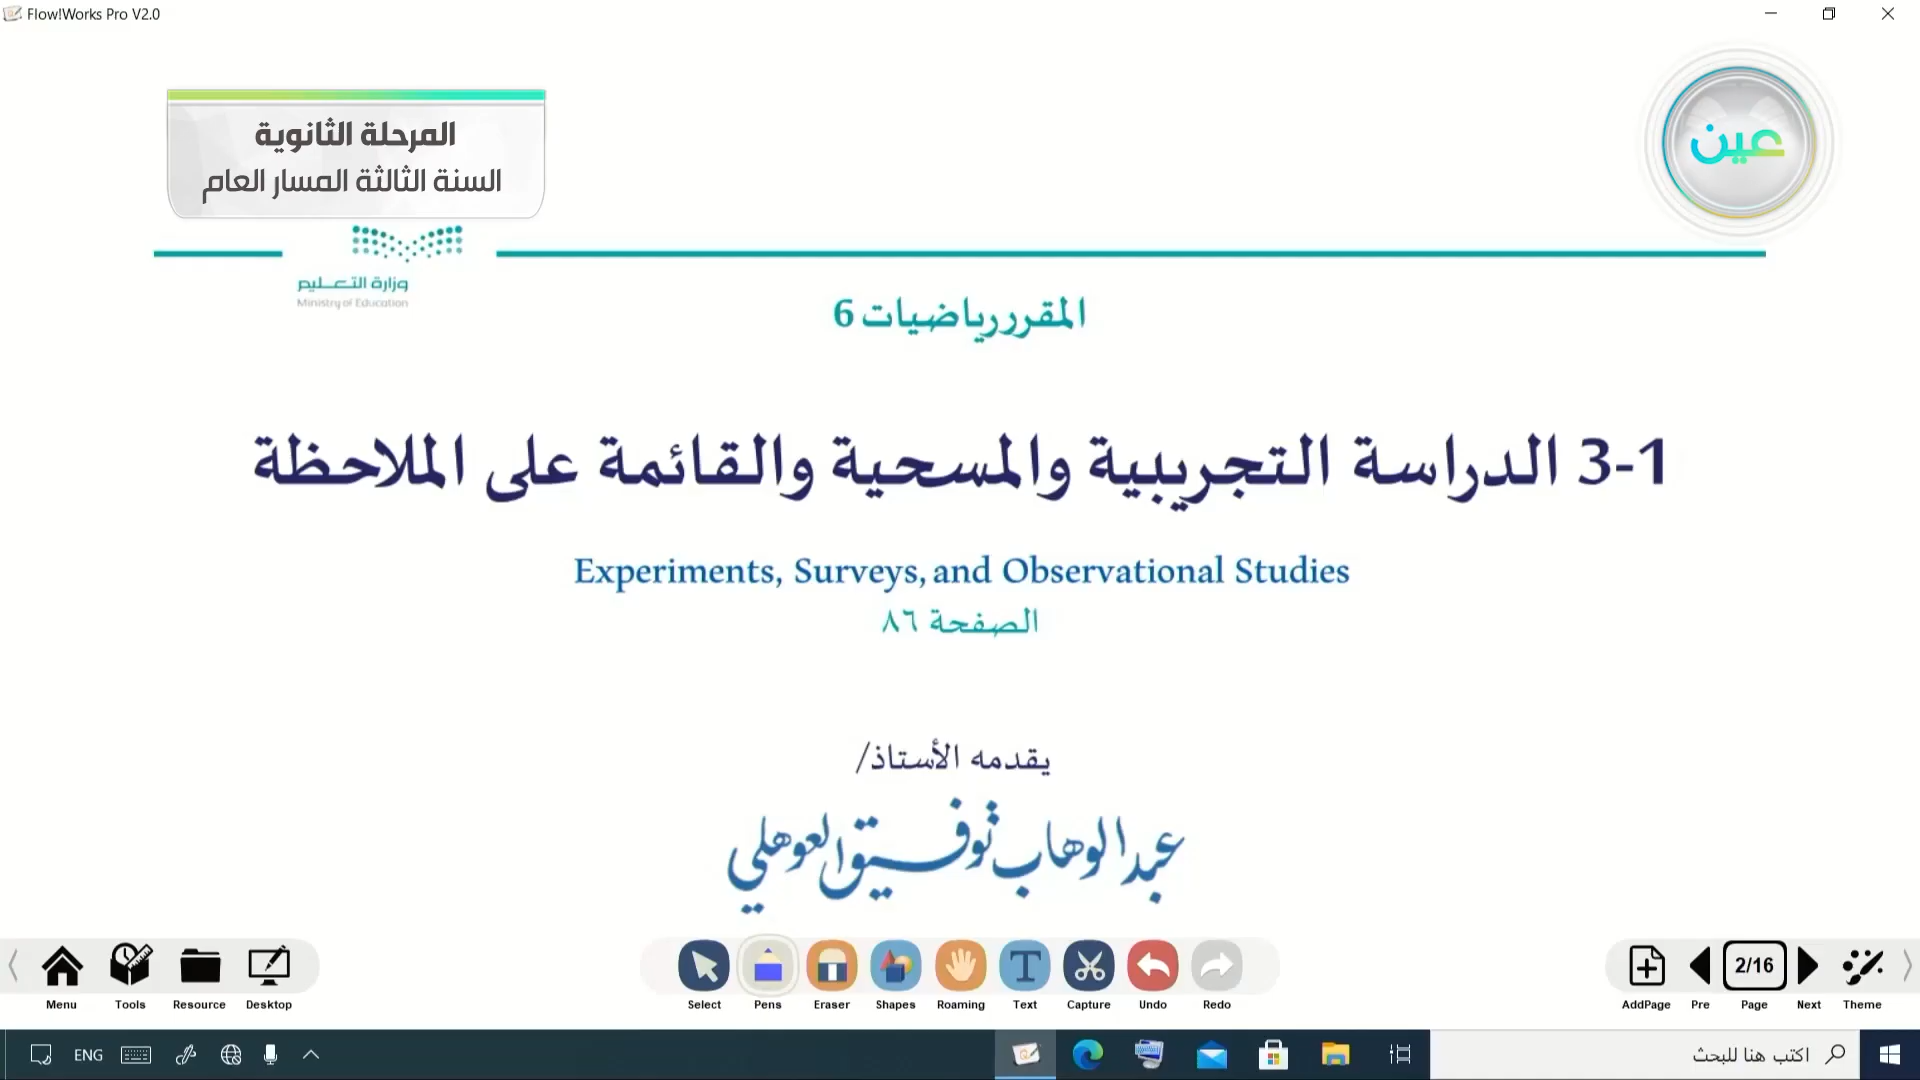 Flow!Works Pro V2.0
المرحلة الثانوية
السنة الثالثة المسار العام
عين
وزارة التعليم
Ministry of Education
المقرر رياضيات 6
3-1 الدراسة التجريبية والمسحية والقائمة على الملاحظة
Experiments, Surveys, and Observational Studies
الصفحة ٨٦
يقدمه الأستاذ/
عبدالوهاب توفيق العوهلي
Menu Tools Resource Desktop
Select Pens Eraser Shapes Roaming Text Capture Undo Redo
2/16
AddPage Pre Page Next Theme
ENG
اكتب هنا للبحث